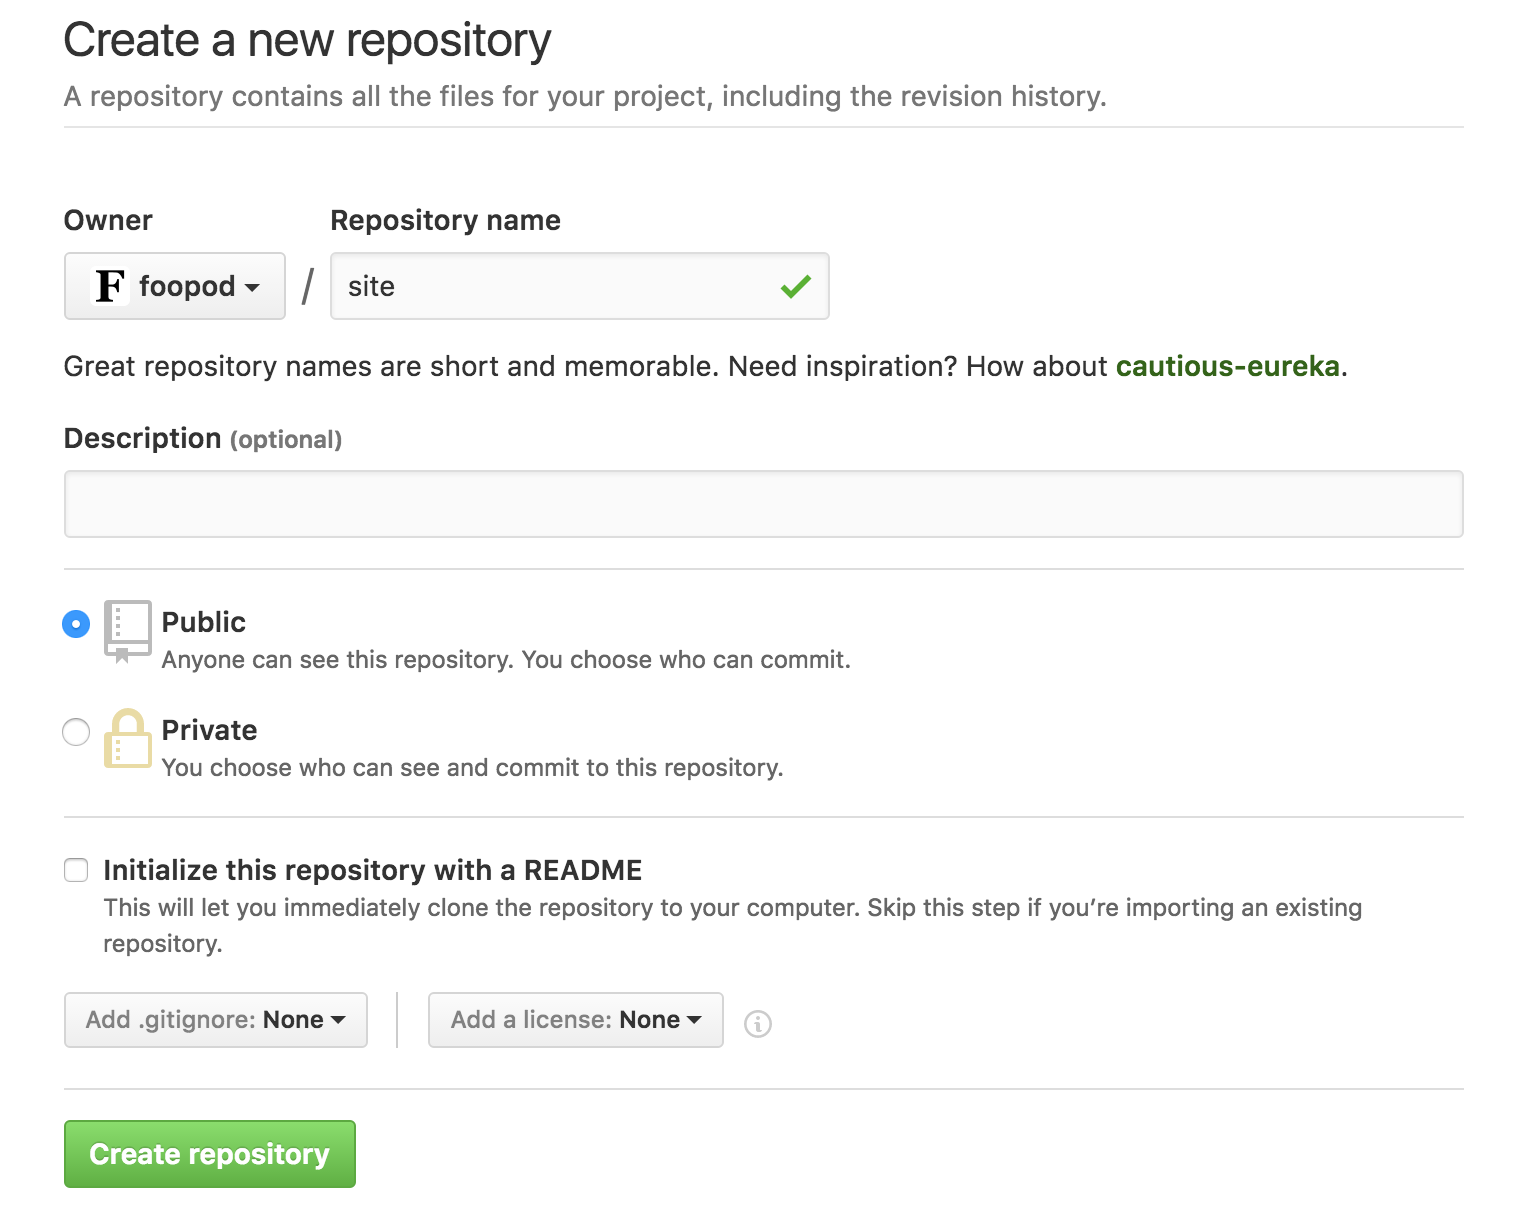 Create a new repository
A repository contains all the files for your project, including the revision history.
Owner
Repository name
F foopod / site
Great repository names are short and memorable. Need inspiration? How about cautious-eureka.
Description (optional)
Public
Anyone can see this repository. You choose who can commit.
Private
You choose who can see and commit to this repository.
Initialize this repository with a README
This will let you immediately clone the repository to your computer. Skip this step if you’re importing an existing
repository.
Add .gitignore: None
Add a license: None
Create repository